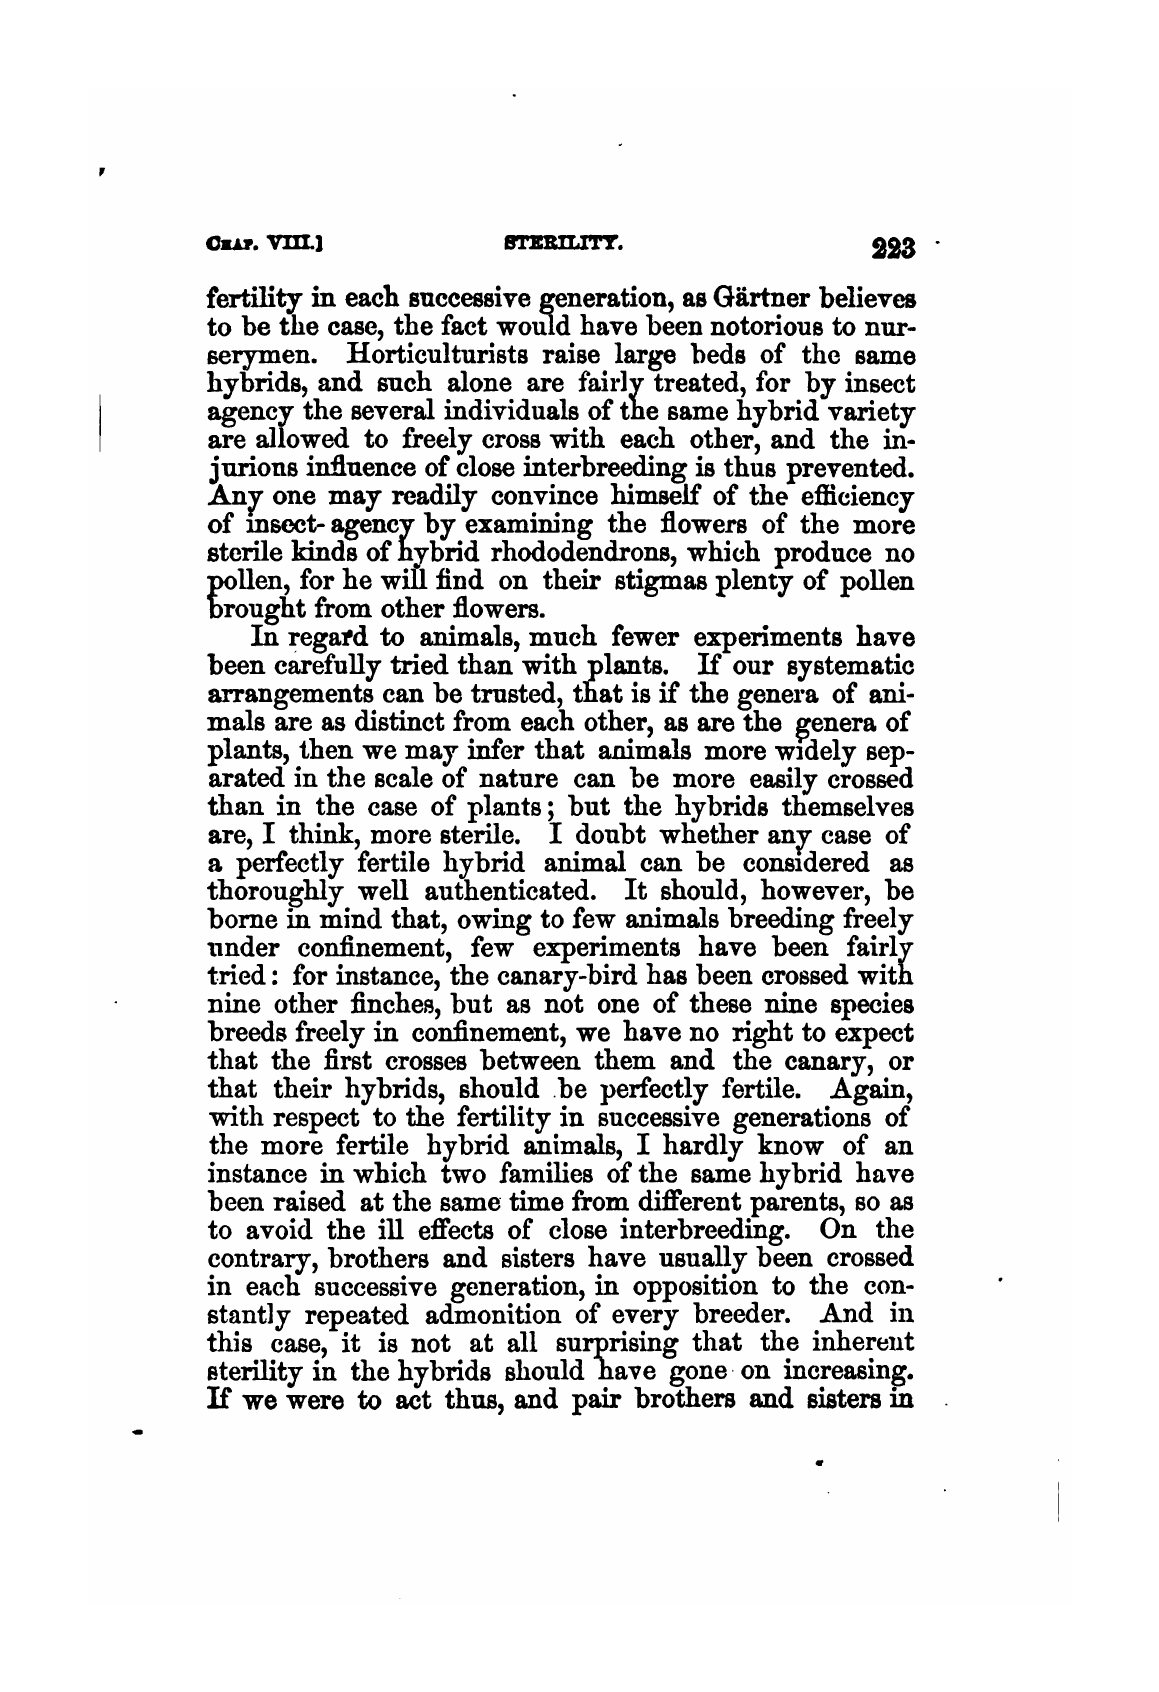 CHAP. VIII.] STERILITY. 223
fertility in each successive generation, as Gärtner believes
to be the case, the fact would have been notorious to nur-
serymen. Horticulturists raise large beds of the same
hybrids, and such alone are fairly treated, for by insect
agency the several individuals of the same hybrid variety
are allowed to freely cross with each other, and the in-
jurions influence of close interbreeding is thus prevented.
Any one may readily convince himself of the efficiency
of insect-agency by examining the flowers of the more
sterile kinds of hybrid rhododendrons, which produce no
pollen, for he will find on their stigmas plenty of pollen
brought from other flowers.
In regard to animals, much fewer experiments have
been carefully tried than with plants. If our systematic
arrangements can be trusted, that is if the genera of ani-
mals are as distinct from each other, as are the genera of
plants, then we may infer that animals more widely sep-
arated in the scale of nature can be more easily crossed
than in the case of plants; but the hybrids themselves
are, I think, more sterile. I doubt whether any case of
a perfectly fertile hybrid animal can be considered as
thoroughly well authenticated. It should, however, be
borne in mind that, owing to few animals breeding freely
under confinement, few experiments have been fairly
tried: for instance, the canary-bird has been crossed with
nine other finches, but as not one of these nine species
breeds freely in confinement, we have no right to expect
that the first crosses between them and the canary, or
that their hybrids, should be perfectly fertile. Again,
with respect to the fertility in successive generations of
the more fertile hybrid animals, I hardly know of an
instance in which two families of the same hybrid have
been raised at the same time from different parents, so as
to avoid the ill effects of close interbreeding. On the
contrary, brothers and sisters have usually been crossed
in each successive generation, in opposition to the con-
stantly repeated admonition of every breeder. And in
this case, it is not at all surprising that the inherent
sterility in the hybrids should have gone on increasing.
If we were to act thus, and pair brothers and sisters in